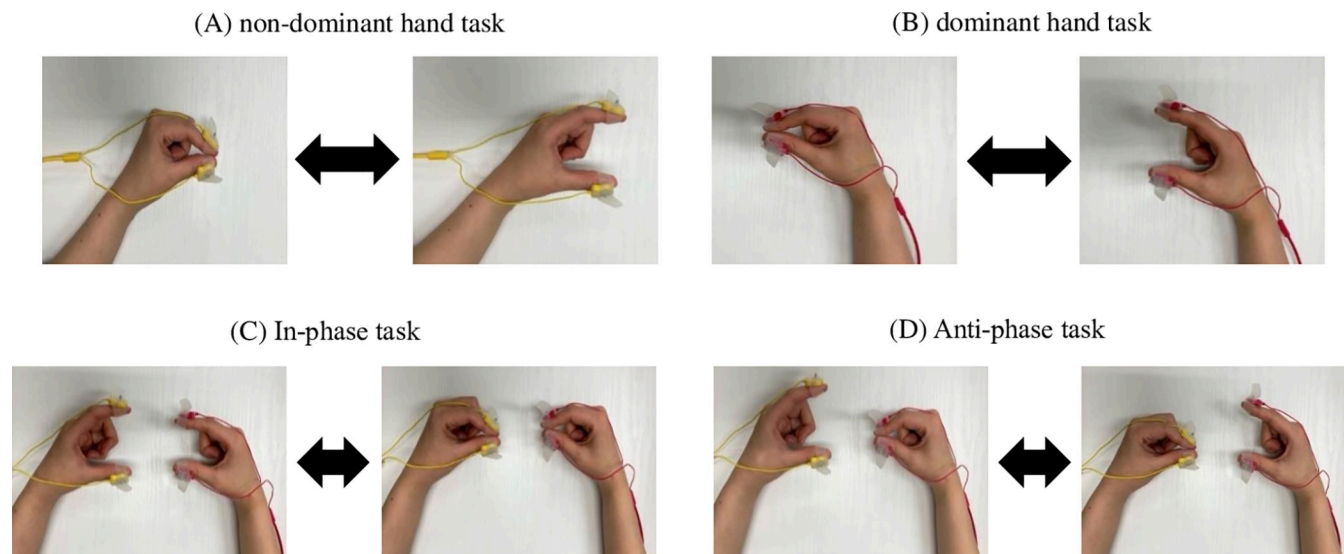 (A) non-dominant hand task
(B) dominant hand task
(C) In-phase task
(D) Anti-phase task